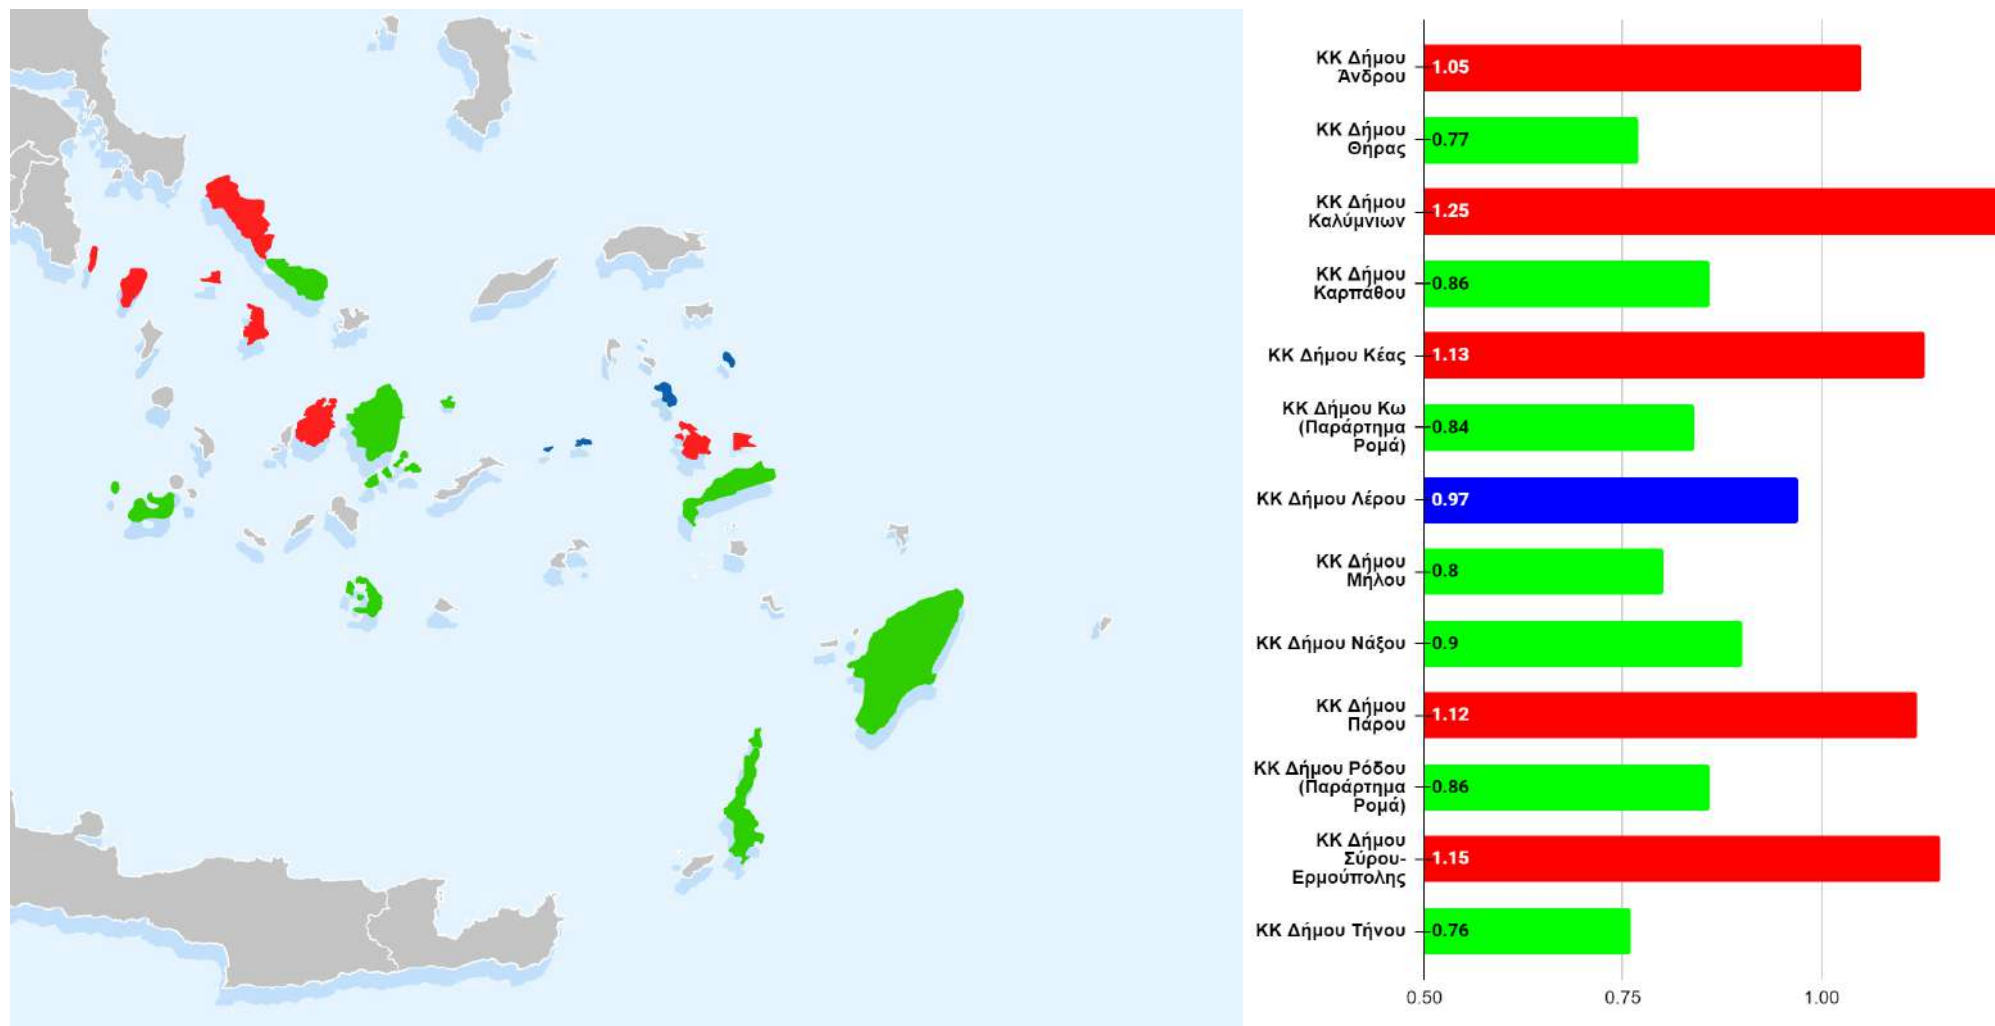 ΚΚ Δήμου
Άνδρου
1.05
ΚΚ Δήμου
Θήρας
0.77
ΚΚ Δήμου
Καλύμνιων
1.25
ΚΚ Δήμου
Καρπάθου
0.86
ΚΚ Δήμου Κέας
1.13
ΚΚ Δήμου Κω
(Παράρτημα
Ρομά)
0.84
ΚΚ Δήμου Λέρου
0.97
ΚΚ Δήμου
Μήλου
0.8
ΚΚ Δήμου Νάξου
0.9
ΚΚ Δήμου
Πάρου
1.12
ΚΚ Δήμου Ρόδου
(Παράρτημα
Ρομά)
0.86
ΚΚ Δήμου
Σύρου-
Ερμούπολης
1.15
ΚΚ Δήμου Τήνου
0.76
0.50 0.75 1.00